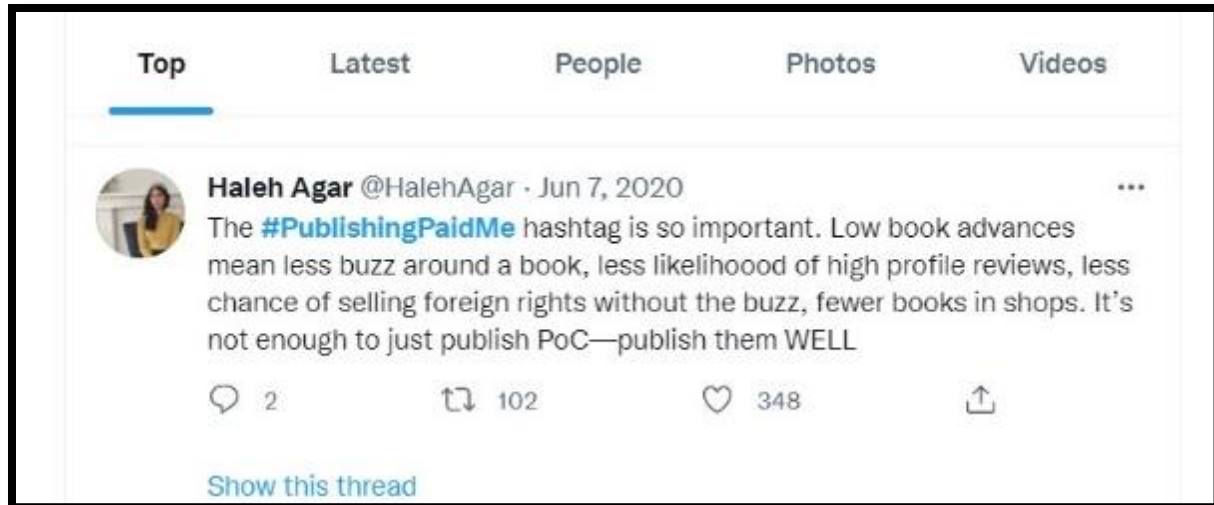 Top Latest People Photos Videos
Haleh Agar @HalehAgar · Jun 7, 2020
The #PublishingPaidMe hashtag is so important. Low book advances
mean less buzz around a book, less likelihoood of high profile reviews, less
chance of selling foreign rights without the buzz, fewer books in shops. It’s
not enough to just publish PoC—publish them WELL
2 102 348
Show this thread